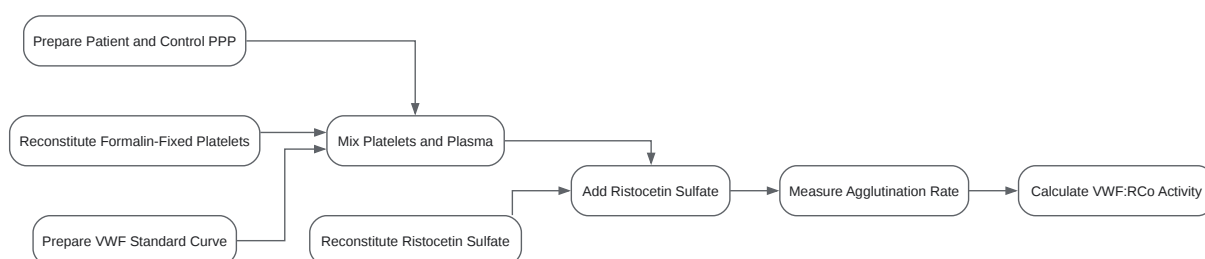 Prepare Patient and Control PPP
Reconstitute Formalin-Fixed Platelets
Mix Platelets and Plasma
Add Ristocetin Sulfate
Measure Agglutination Rate
Calculate VWF:RCo Activity
Prepare VWF Standard Curve
Reconstitute Ristocetin Sulfate